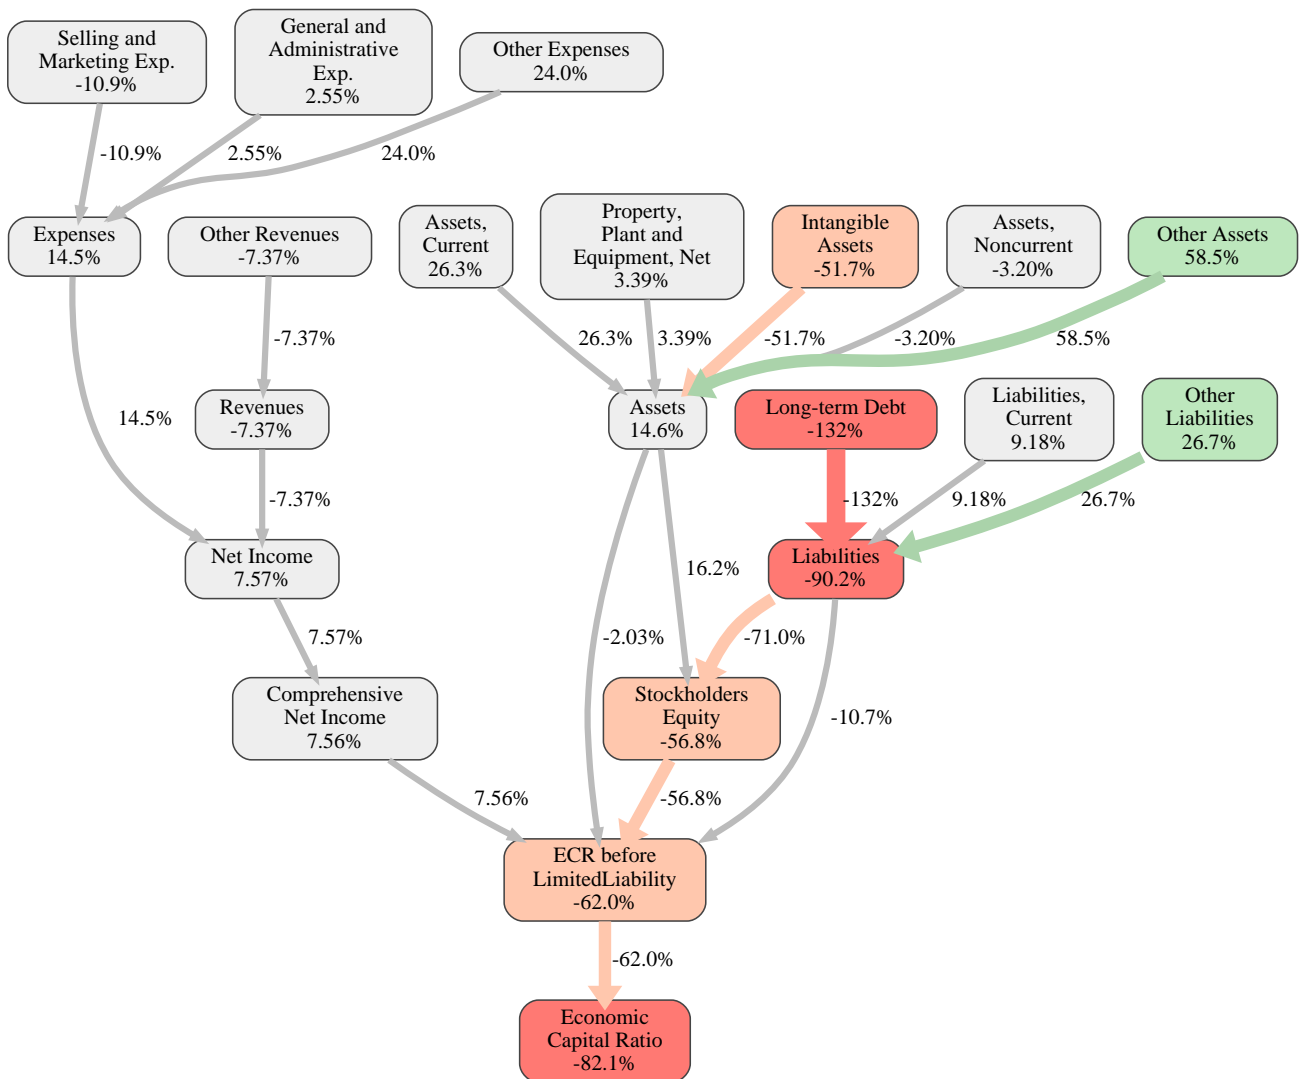 Selling and
Marketing Exp.
-10.9%
General and
Administrative
Exp.
2.55%
Other Expenses
24.0%
-10.9%
2.55%
24.0%
Expenses
14.5%
Other Revenues
-7.37%
Assets,
Current
26.3%
Property,
Plant and
Equipment, Net
3.39%
Intangible
Assets
-51.7%
Assets,
Noncurrent
-3.20%
Other Assets
58.5%
-7.37%
26.3%
3.39%
-51.7%
-3.20%
58.5%
14.5%
Revenues
-7.37%
Assets
14.6%
Long-term Debt
-132%
Liabilities,
Current
9.18%
Other
Liabilities
26.7%
-7.37%
-132%
9.18%
26.7%
Net Income
7.57%
16.2%
Liabilities
-90.2%
7.57%
-2.03%
-71.0%
Comprehensive
Net Income
7.56%
Stockholders
Equity
-56.8%
-10.7%
7.56%
-56.8%
ECR before
LimitedLiability
-62.0%
-62.0%
Economic
Capital Ratio
-82.1%